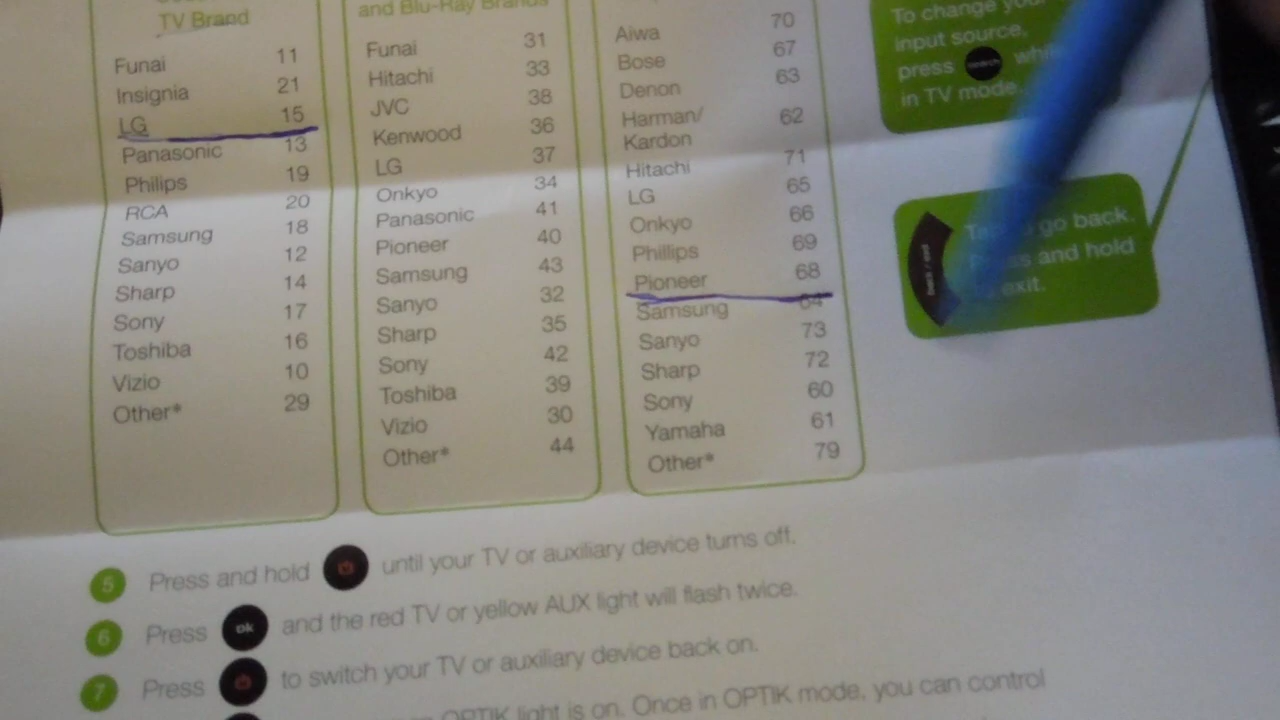 TV Brand
Funai 11
Insignia 21
LG 15
Panasonic 13
Philips 19
RCA 20
Samsung 18
Sanyo 12
Sharp 14
Sony 17
Toshiba 16
Vizio 10
Other* 29
and Blu-Ray Brands
Funai 31
Hitachi 33
JVC 38
Kenwood 36
LG 37
Onkyo 34
Panasonic 41
Pioneer 40
Samsung 43
Sanyo 32
Sharp 35
Sony 42
Toshiba 39
Vizio 30
Other* 44
Aiwa 70
Bose 67
Denon 63
Harman/ 62
Kardon
Hitachi 71
LG 65
Onkyo 66
Phillips 69
Pioneer 68
Samsung 64
Sanyo 73
Sharp 72
Sony 60
Yamaha 61
Other* 79
To change
input source,
press
in TV mode.
go back.
and hold
exit.
5 Press and hold until your TV or auxiliary device turns off.
6 Press ok and the red TV or yellow AUX light will flash twice.
7 Press to switch your TV or auxiliary device back on.
OPTIK light is on. Once in OPTIK mode, you can control